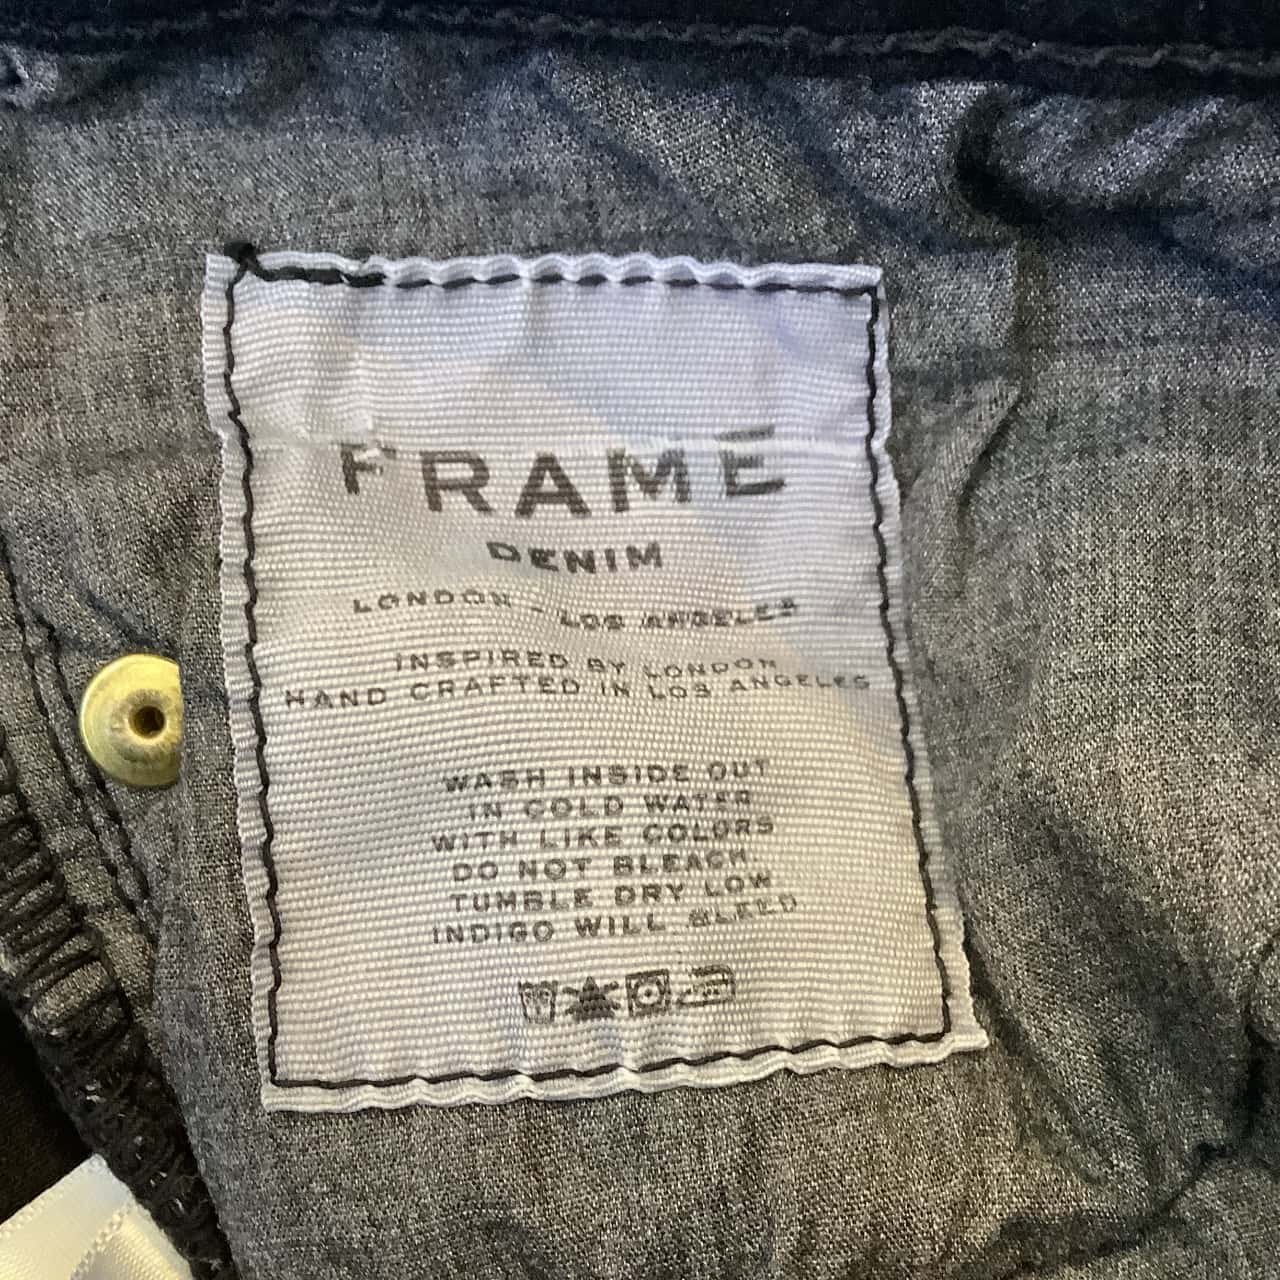 FRAME
DENIM
LONDON - LOS ANGELES
INSPIRED BY LONDON
HAND CRAFTED IN LOS ANGELES
WASH INSIDE OUT
IN COLD WATER
WITH LIKE COLORS
DO NOT BLEACH
TUMBLE DRY LOW
INDIGO WILL BLEED